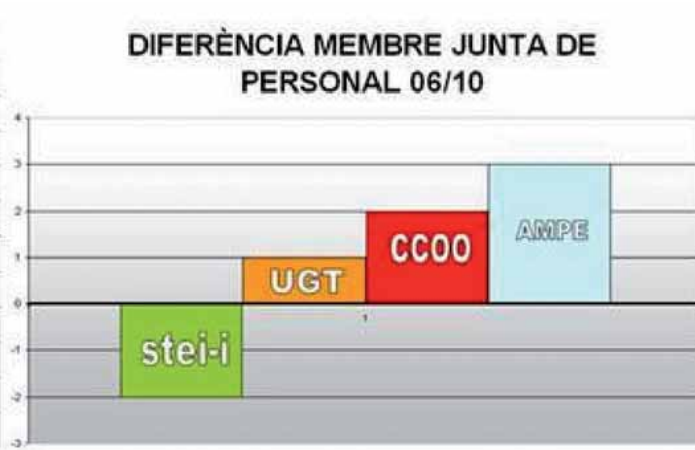 DIFERÈNCIA MEMBRE JUNTA DE
PERSONAL 06/10
4
3
2
1
0
-1
-2
-3
stei-i
UGT
CCOO
AMPE
1